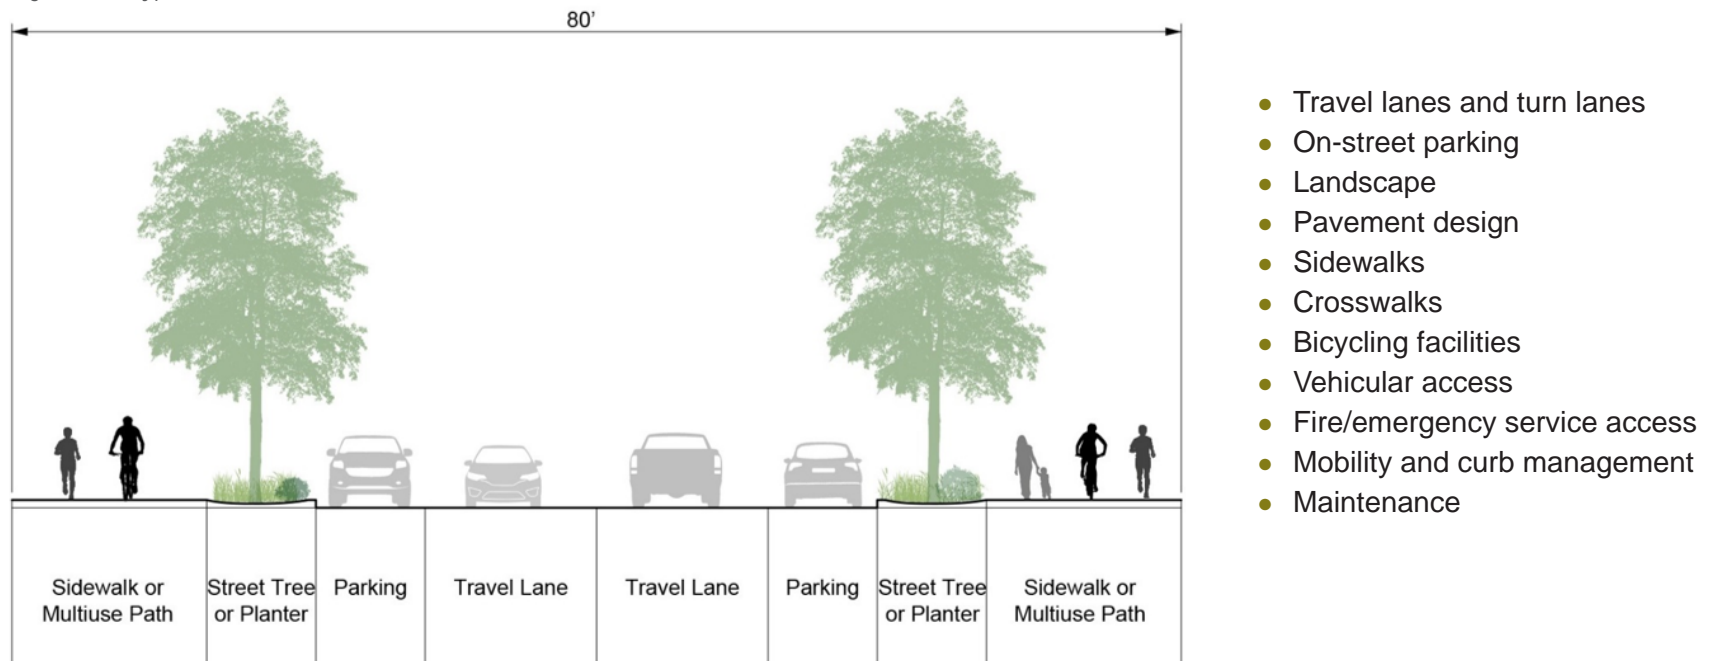 80’
Travel lanes and turn lanes
On-street parking
Landscape
Pavement design
Sidewalks
Crosswalks
Bicycling facilities
Vehicular access
Fire/emergency service access
Mobility and curb management
Maintenance
Sidewalk or
Multiuse Path
Street Tree
or Planter
Parking
Travel Lane
Travel Lane
Parking
Street Tree
or Planter
Sidewalk or
Multiuse Path